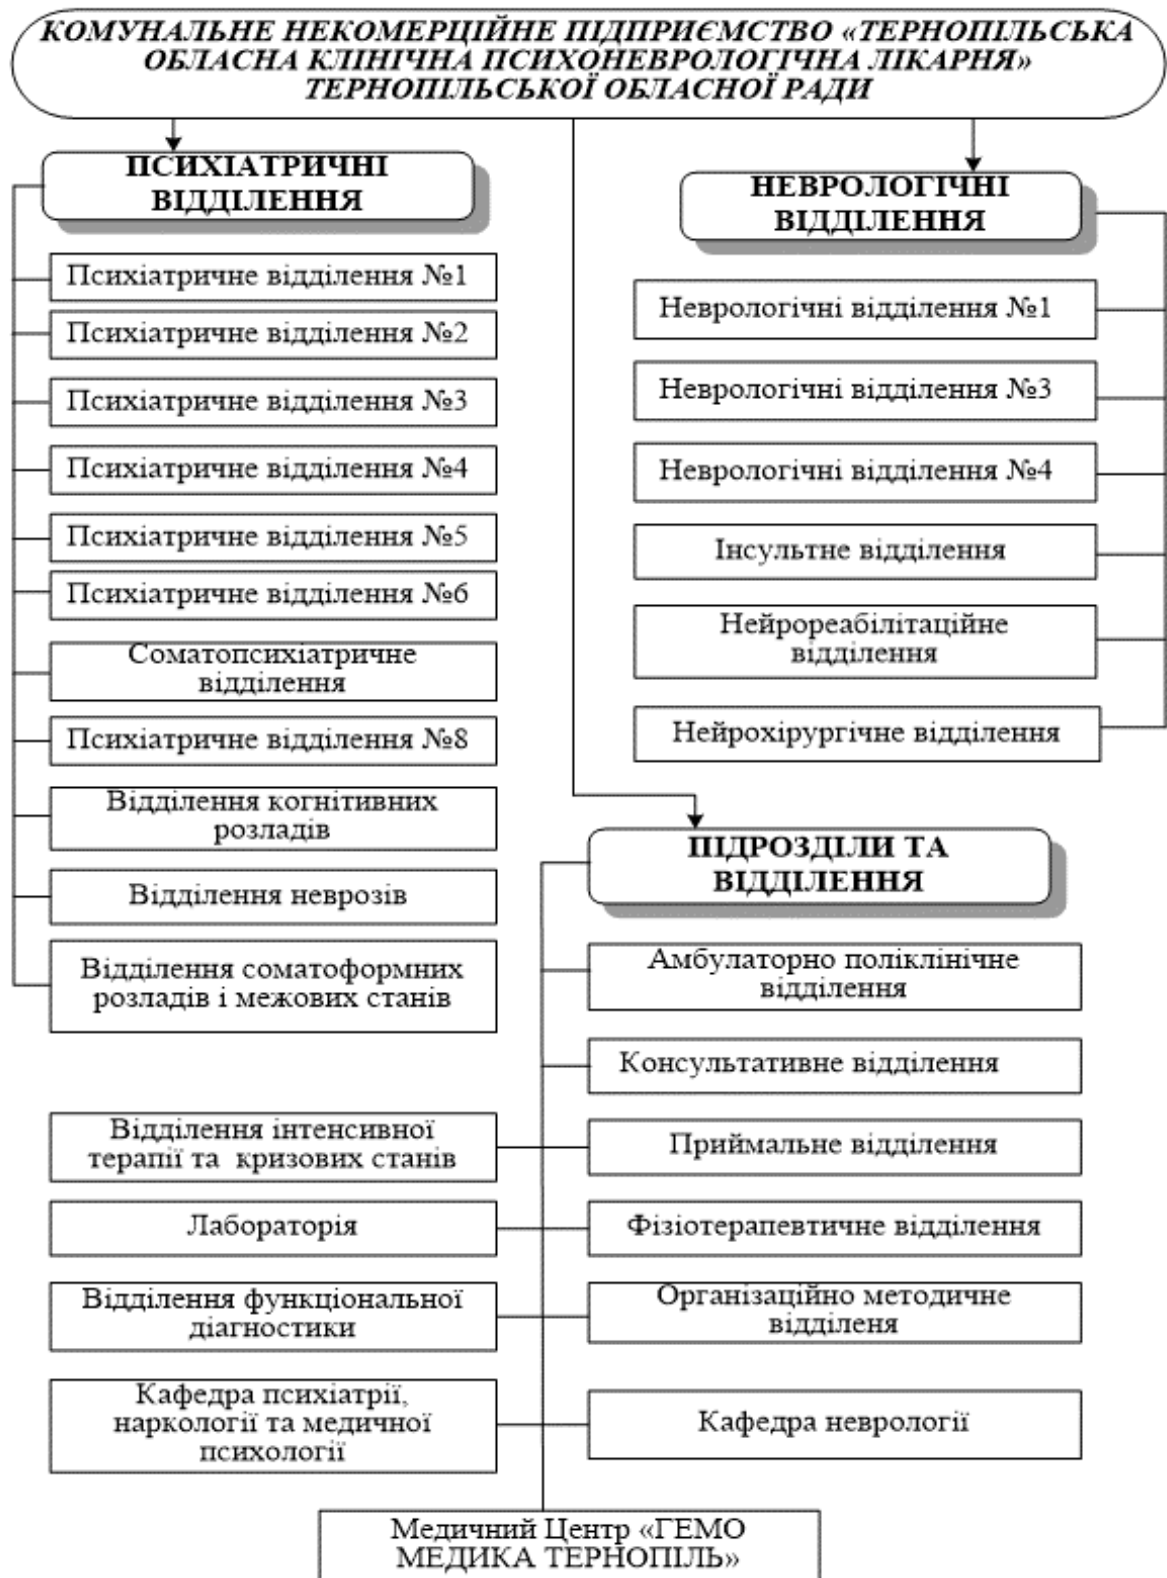 КОМУНАЛЬНЕ НЕКОМЕРЦІЙНЕ ПІДПРИЄМСТВО «ТЕРНОПІЛЬСЬКА
ОБЛАСНА КЛІНІЧНА ПСИХОНЕВРОЛОГІЧНА ЛІКАРНЯ»
ТЕРНОПІЛЬСЬКОЇ ОБЛАСНОЇ РАДИ
ПСИХІАТРИЧНІ
ВІДДІЛЕННЯ
Психіатричне відділення №1
Психіатричне відділення №2
Психіатричне відділення №3
Психіатричне відділення №4
Психіатричне відділення №5
Психіатричне відділення №6
Соматопсихіатричне
відділення
Психіатричне відділення №8
Відділення когнітивних
розладів
Відділення неврозів
Відділення соматоформних
розладів і межових станів
НЕВРОЛОГІЧНІ
ВІДДІЛЕННЯ
Неврологічні відділення №1
Неврологічні відділення №3
Неврологічні відділення №4
Інсультне відділення
Нейрореабілітаційне
відділення
Нейрохірургічне відділення
ПІДРОЗДІЛИ ТА
ВІДДІЛЕННЯ
Амбулаторно поліклінічне
відділення
Консультативне відділення
Відділення інтенсивної
терапії та кризових станів
Приймальне відділення
Лабораторія
Фізіотерапевтичне відділення
Відділення функціональної
діагностики
Організаційно методичне
відділеня
Кафедра психіатрії,
наркології та медичної
психології
Кафедра неврології
Медичний Центр «ГЕМО
МЕДИКА ТЕРНОПІЛЬ»